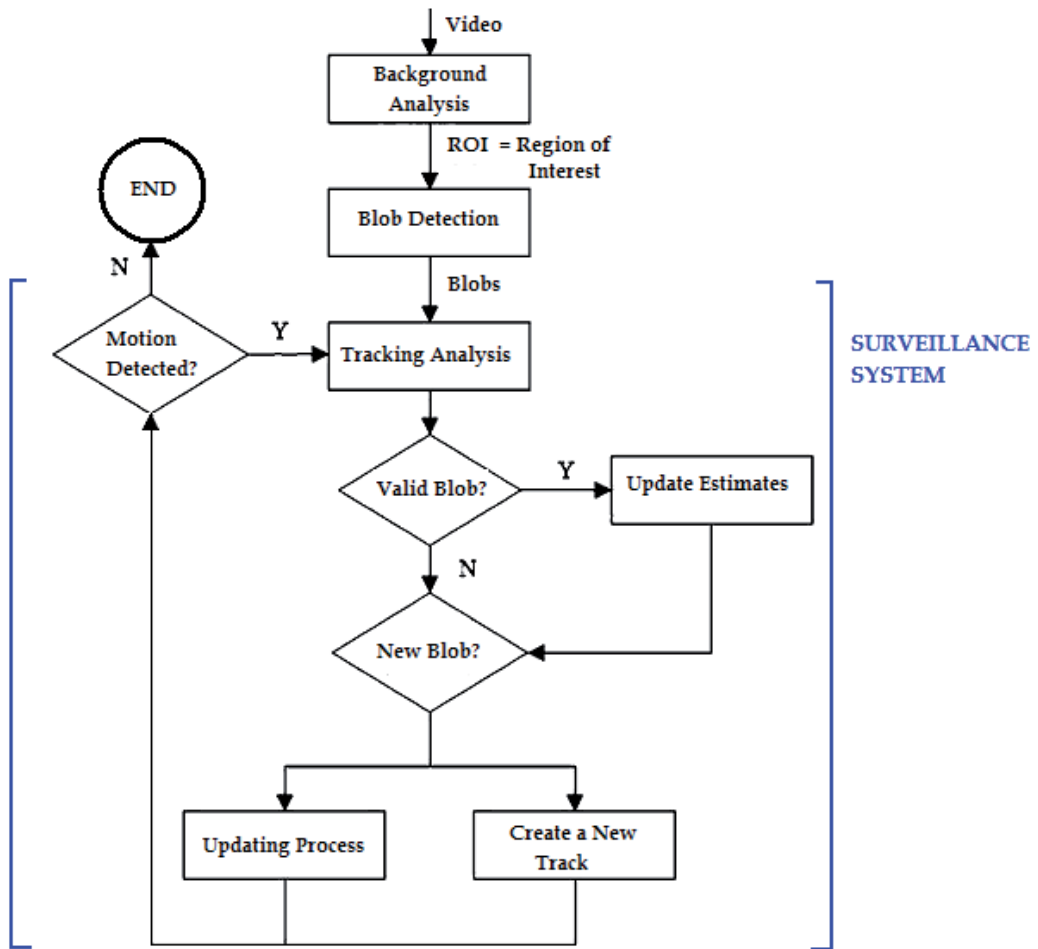 Video
Background
Analysis
ROI = Region of
Interest
END
Blob Detection
N
Blobs
Motion
Detected?
Y
Tracking Analysis
SURVEILLANCE
SYSTEM
Valid Blob?
Y
Update Estimates
N
New Blob?
Updating Process
Create a New
Track